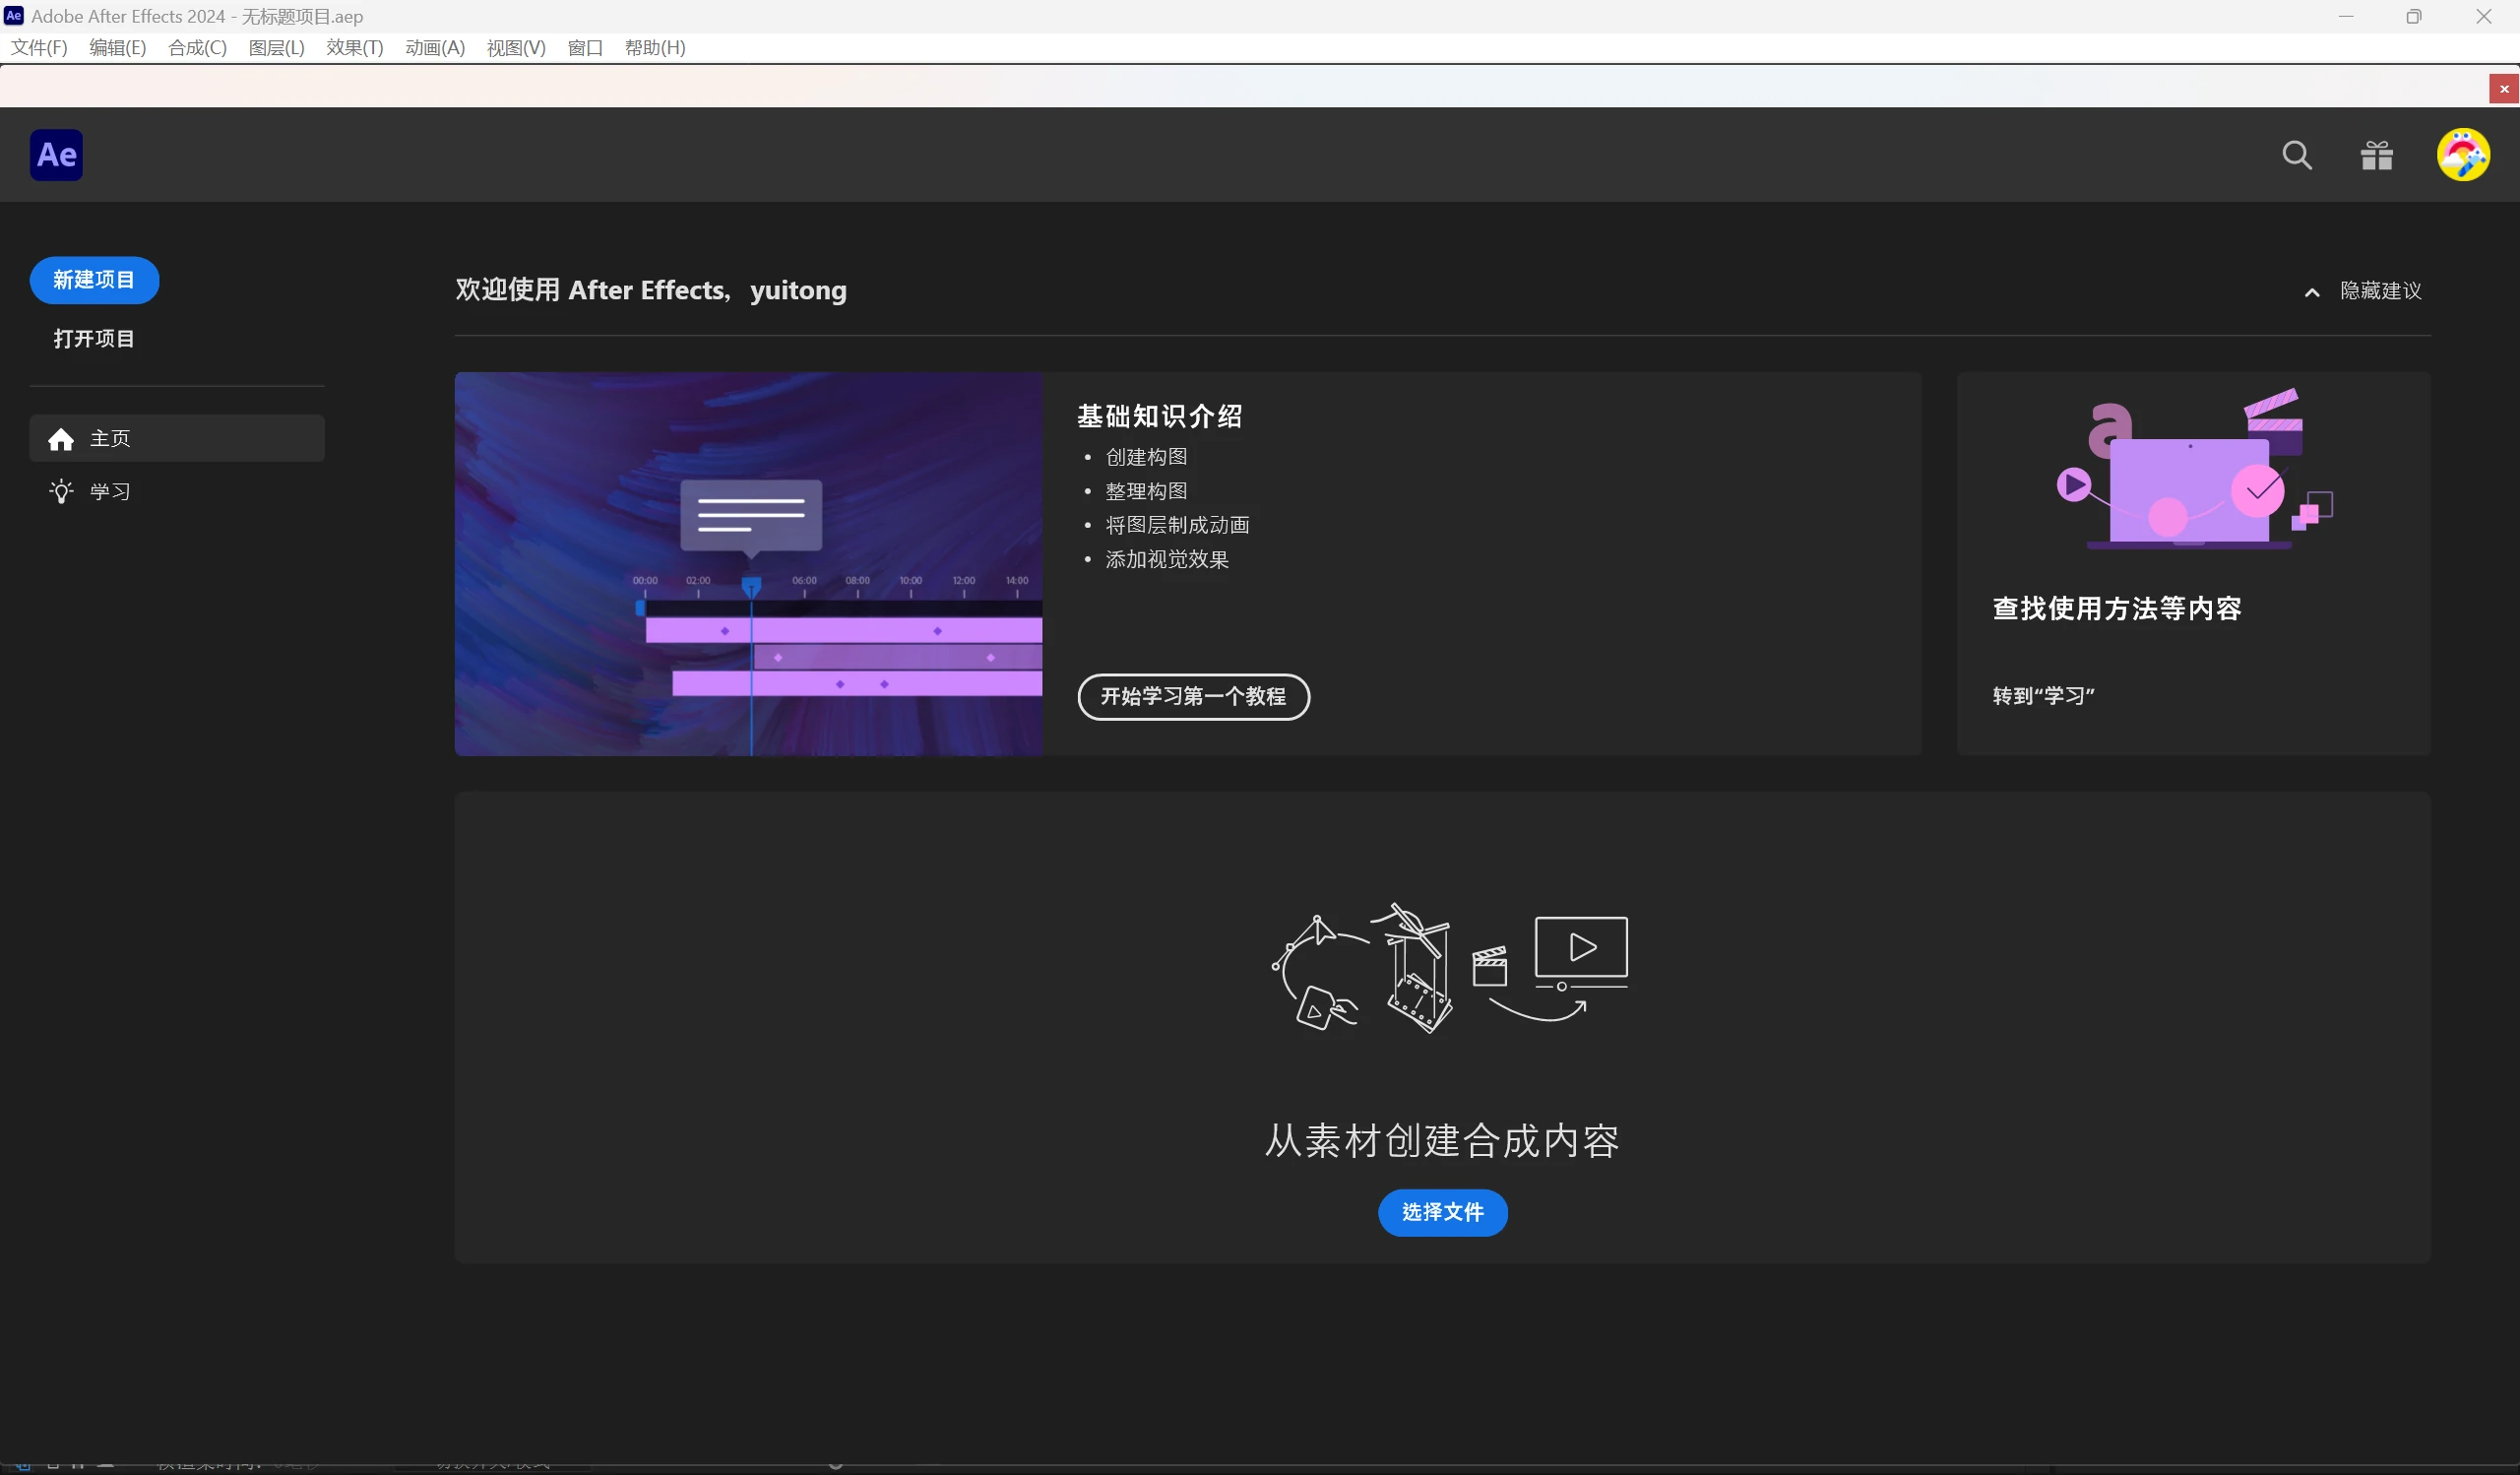 Ae Adobe After Effects 2024 - 无标题项目.aep
文件(F) 编辑(E) 合成(C) 图层(L) 效果(T) 动画(A) 视图(V) 窗口 帮助(H)
Ae
新建项目
打开项目
主页
学习
欢迎使用 After Effects， yuitong
隐藏建议
00:00 02:00 06:00 08:00 10:00 12:00 14:00
基础知识介绍
• 创建构图
• 整理构图
• 将图层制成动画
• 添加视觉效果
开始学习第一个教程
a
查找使用方法等内容
转到“学习”
从素材创建合成内容
选择文件